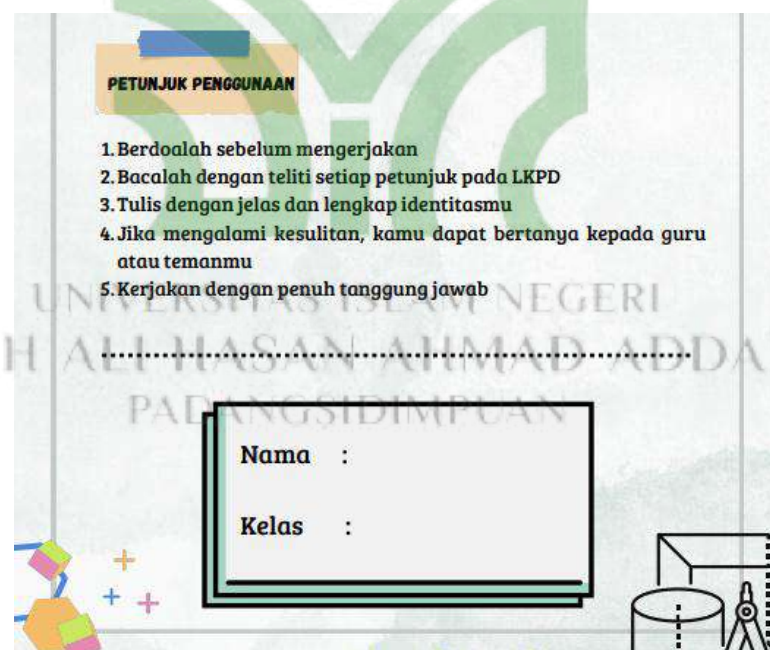 PETUNJUK PENGGUNAAN
1. Berdoalah sebelum mengerjakan
2. Bacalah dengan teliti setiap petunjuk pada LKPD
3. Tulis dengan jelas dan lengkap identitasmu
4. Jika mengalami kesulitan, kamu dapat bertanya kepada guru
atau temanmu
5. Kerjakan dengan penuh tanggung jawab
UNIVERSITAS ISLAM NEGERI
H ALI HASAN AHMAD ADDA
PADANGSIDIMPUAN
Nama :
Kelas :